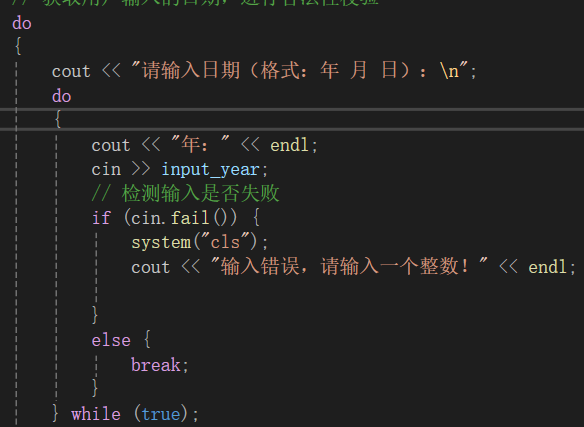 // 获取用户输入的日期，进行合法性校验
do
{
cout << "请输入日期（格式：年 月 日）：\n";
do
{
cout << "年：" << endl;
cin >> input_year;
// 检测输入是否失败
if (cin.fail()) {
system("cls");
cout << "输入错误，请输入一个整数！" << endl;
}
else {
break;
}
} while (true);